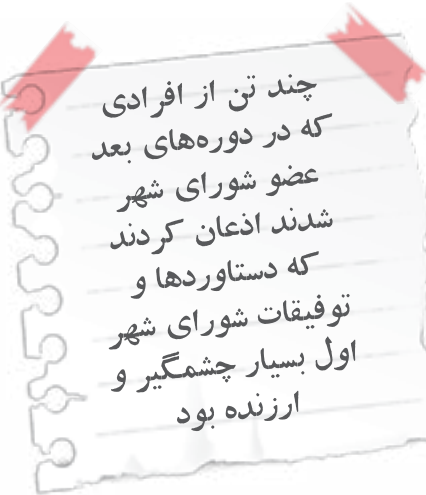 چند تن از افرادی
که در دوره‌های بعد
عضو شورای شهر
شدند اذعان کردند
که دستاوردها و
توفیقات شورای شهر
اول بسیار چشمگیر و
ارزنده بود